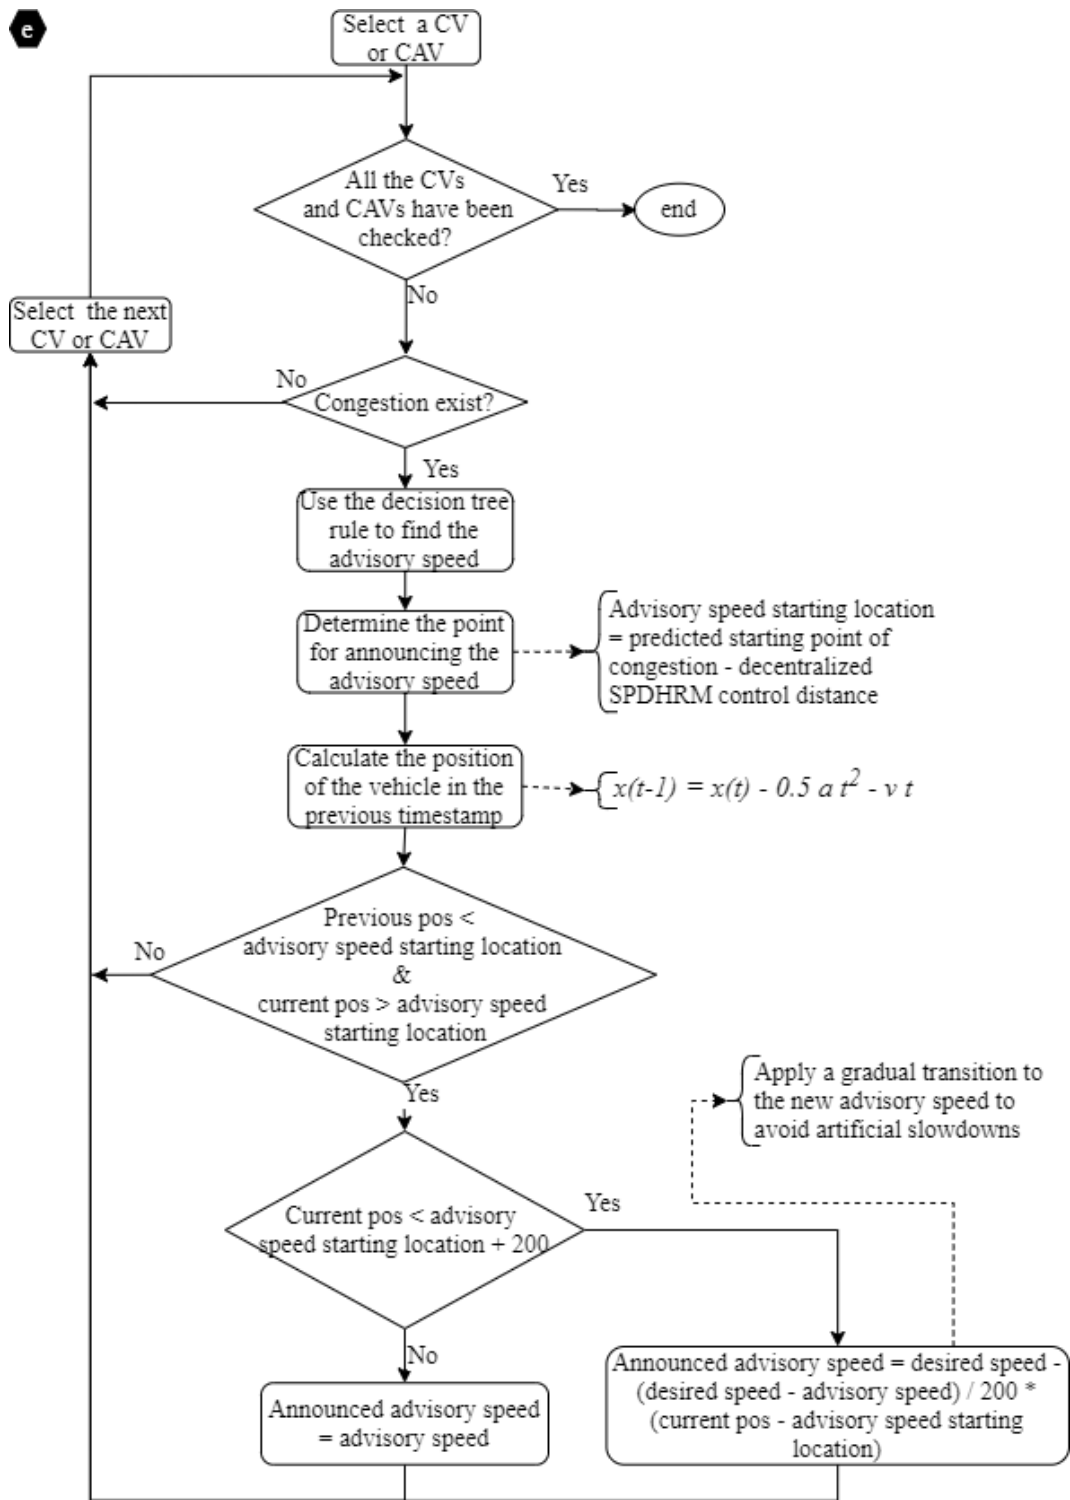 e
Select a CV
or CAV
All the CVs
and CAVs have been
checked?
Yes
end
No
Select the next
CV or CAV
No
Congestion exist?
Yes
Use the decision tree
rule to find the
advisory speed
Determine the point
for announcing the
advisory speed
Advisory speed starting location
= predicted starting point of
congestion - decentralized
SPDHRM control distance
Calculate the position
of the vehicle in the
previous timestamp
x(t-1) = x(t) - 0.5 a t² - v t
Previous pos <
advisory speed starting location
&
current pos > advisory speed
starting location
No
Yes
Apply a gradual transition to
the new advisory speed to
avoid artificial slowdowns
Current pos < advisory
speed starting location + 200
Yes
No
Announced advisory speed
= advisory speed
Announced advisory speed = desired speed -
(desired speed - advisory speed) / 200 *
(current pos - advisory speed starting
location)